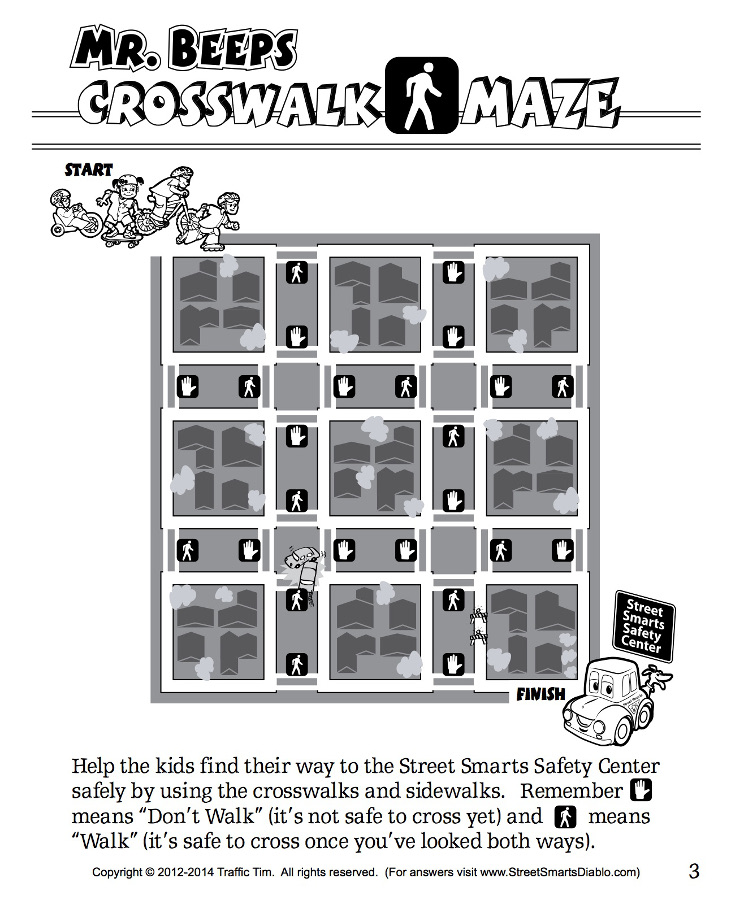 MR. BEEPS
CROSSWALK MAZE
START
Street
Smarts
Safety
Center
FINISH
Help the kids find their way to the Street Smarts Safety Center
safely by using the crosswalks and sidewalks. Remember
means “Don’t Walk” (it’s not safe to cross yet) and means
“Walk” (it’s safe to cross once you’ve looked both ways).
Copyright © 2012-2014 Traffic Tim. All rights reserved. (For answers visit www.StreetSmartsDiablo.com)
3